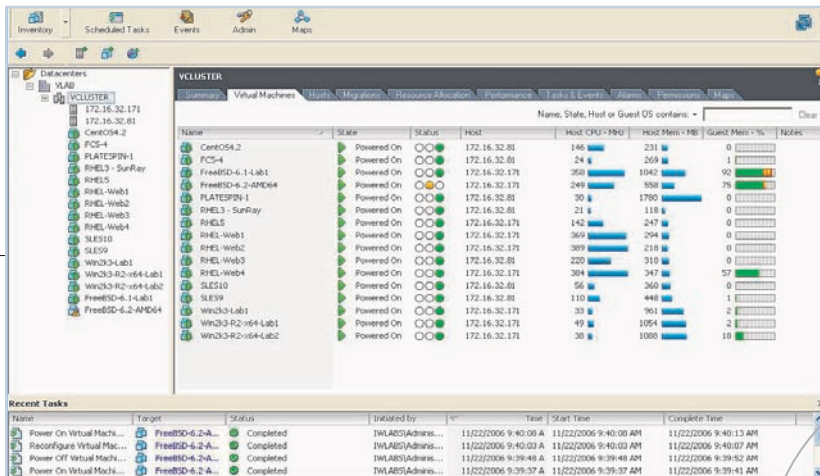 Inventory Scheduled Tasks Events Admin Maps
Datacenters
VLAB
VCLUSTER
172.16.32.171
172.16.32.81
CentOS4.2
FCS-4
PLATESPIN-1
RHEL3 - SunRay
RHEL5
RHEL-Web1
RHEL-Web2
RHEL-Web3
RHEL-Web4
SLES10
SLES9
Win2k3-Lab1
Win2k3-R2-x64-Lab1
Win2k3-R2-x64-Lab2
FreeBSD-6.1-Lab1
FreeBSD-6.2-AMD64
VCLUSTER
Summary Virtual Machines Hosts Migrations Resource Allocation Performance Tasks & Events Alarms Permissions Maps
Name, State, Host or Guest OS contains: Clear
Name State Status Host Host CPU - MHz Host Mem - MB Guest Mem - % Notes
CentOS4.2 Powered On 172.16.32.81 146 231 0
FCS-4 Powered On 172.16.32.81 24 269 1
FreeBSD-6.1-Lab1 Powered On 172.16.32.171 358 1042 92
FreeBSD-6.2-AMD64 Powered On 172.16.32.171 249 558 75
PLATESPIN-1 Powered On 172.16.32.81 30 1780 0
RHEL3 - SunRay Powered On 172.16.32.81 21 118 0
RHEL5 Powered On 172.16.32.171 142 247 0
RHEL-Web1 Powered On 172.16.32.171 369 294 0
RHEL-Web2 Powered On 172.16.32.171 389 218 0
RHEL-Web3 Powered On 172.16.32.81 220 310 0
RHEL-Web4 Powered On 172.16.32.171 384 347 57
SLES10 Powered On 172.16.32.81 56 360 0
SLES9 Powered On 172.16.32.81 110 448 1
Win2k3-Lab1 Powered On 172.16.32.171 33 961 2
Win2k3-R2-x64-Lab1 Powered On 172.16.32.171 49 1054 2
Win2k3-R2-x64-Lab2 Powered On 172.16.32.171 38 1088 18
Recent Tasks
Name Target Status Initiated by Time Start Time Complete Time
Power On Virtual Machi... FreeBSD-6.2-A... Completed IWLABS\Adminis... 11/22/2006 9:40:08 A 11/22/2006 9:40:08 AM 11/22/2006 9:40:13 AM
Reconfigure Virtual Mac... FreeBSD-6.2-A... Completed IWLABS\Adminis... 11/22/2006 9:40:03 A 11/22/2006 9:40:03 AM 11/22/2006 9:40:07 AM
Power Off Virtual Machi... FreeBSD-6.2-A... Completed IWLABS\Adminis... 11/22/2006 9:39:48 A 11/22/2006 9:39:48 AM 11/22/2006 9:39:52 AM
Power On Virtual Machi... FreeBSD-6.2-A... Completed IWLABS\Adminis... 11/22/2006 9:39:37 A 11/22/2006 9:39:37 AM 11/22/2006 9:39:41 AM